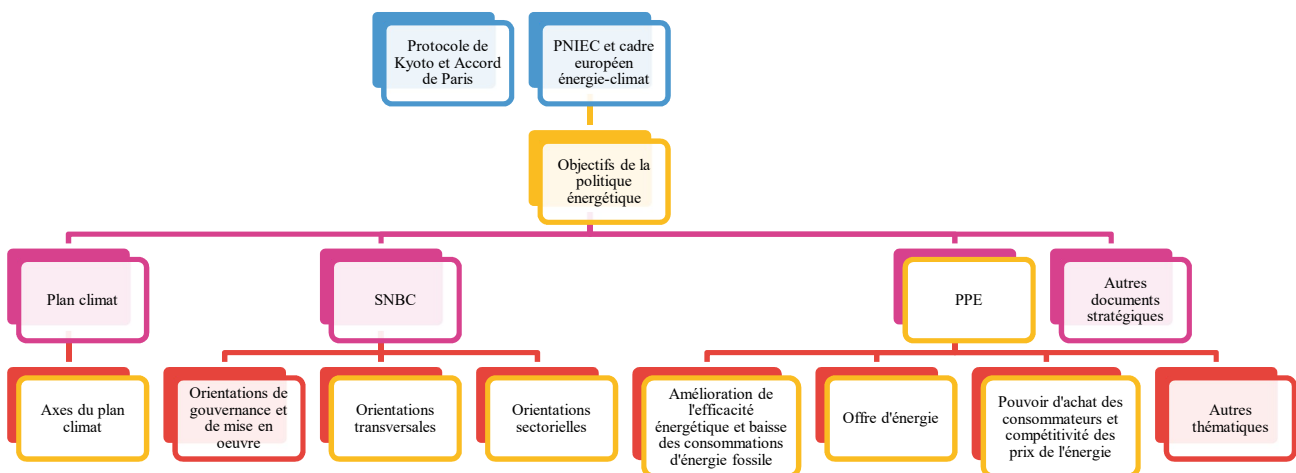 Protocole de
Kyoto et Accord
de Paris
PNIEC et cadre
européen
énergie-climat
Objectifs de la
politique
énergétique
Plan climat
SNBC
PPE
Autres
documents
stratégiques
Axes du plan
climat
Orientations de
gouvernance et
de mise en
oeuvre
Orientations
transversales
Orientations
sectorielles
Amélioration de
l'efficacité
énergétique et baisse
des consommations
d'énergie fossile
Offre d'énergie
Pouvoir d'achat des
consommateurs et
compétitivité des
prix de l'énergie
Autres
thématiques